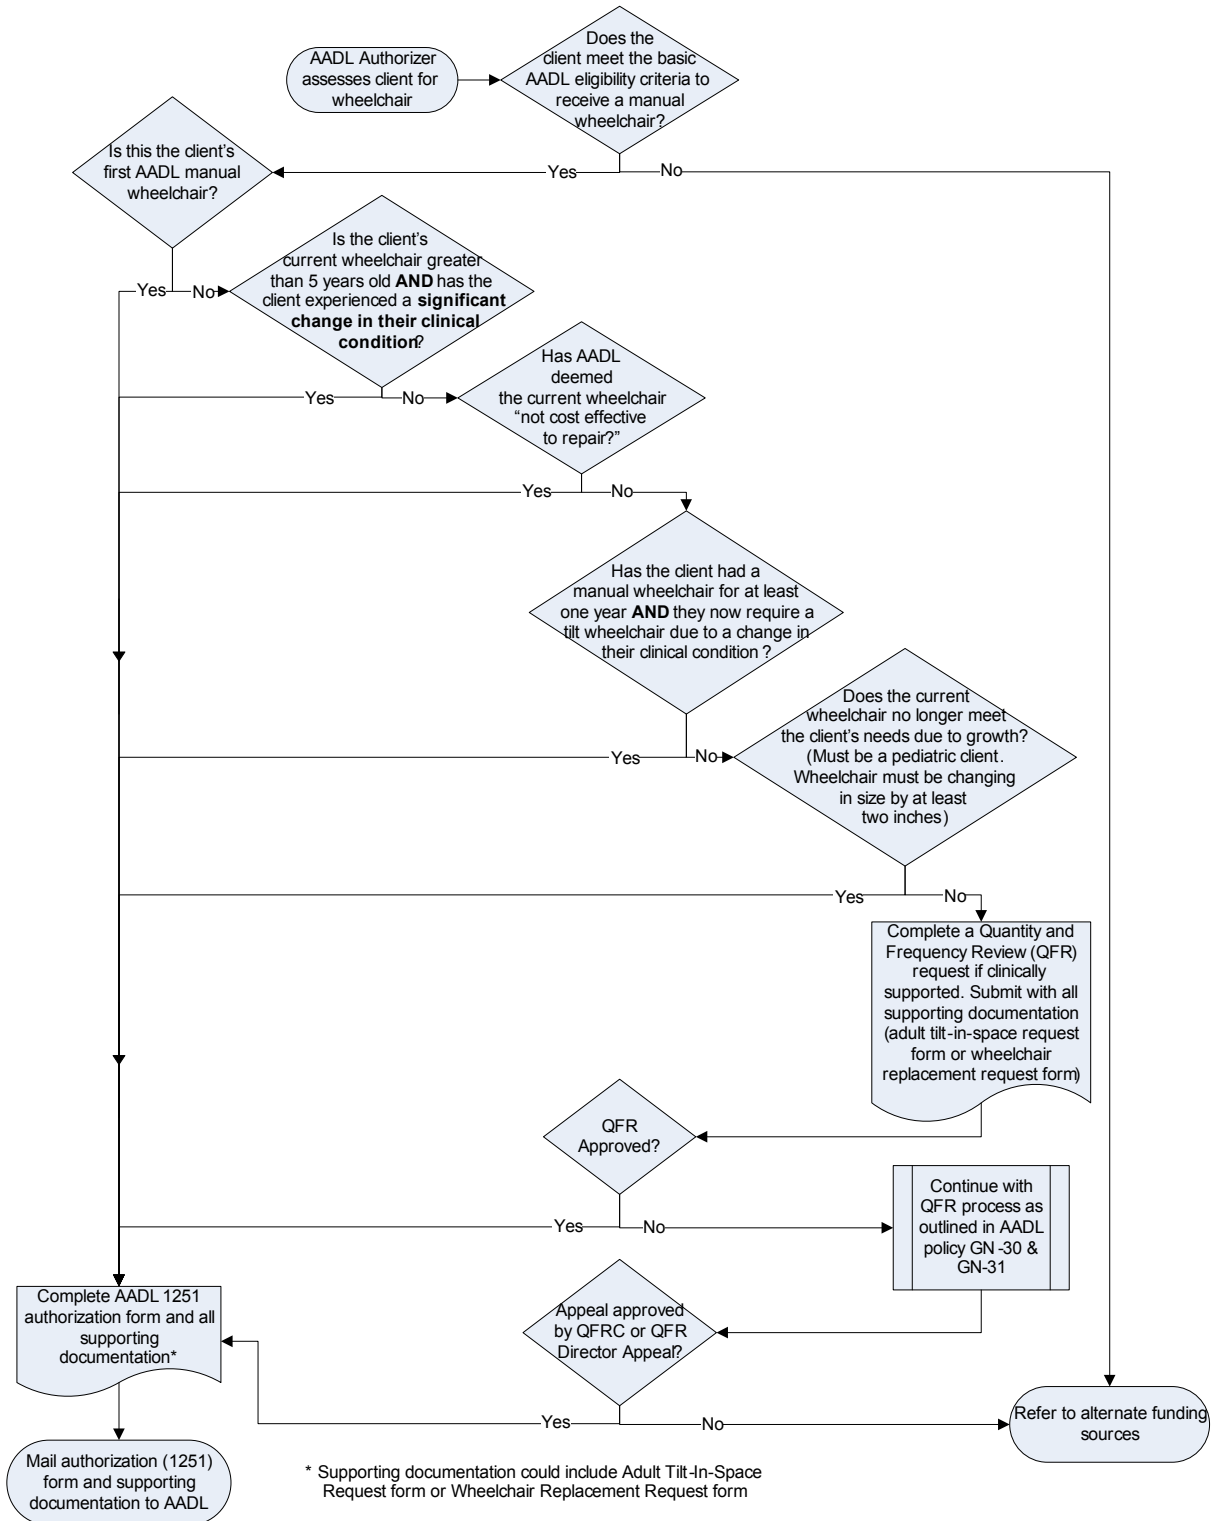 AADL Authorizer
assesses client for
wheelchair
Does the
client meet the basic
AADL eligibility criteria to
receive a manual
wheelchair?
Yes
No
Is this the client's
first AADL manual
wheelchair?
Yes
No
Is the client's
current wheelchair greater
than 5 years old AND has the
client experienced a significant
change in their clinical
condition?
Yes
No
Has AADL
deemed
the current wheelchair
“not cost effective
to repair?”
Yes
No
Has the client had a
manual wheelchair for at least
one year AND they now require a
tilt wheelchair due to a change in
their clinical condition ?
Yes
No
Does the current
wheelchair no longer meet
the client's needs due to growth?
(Must be a pediatric client.
Wheelchair must be changing
in size by at least
two inches)
Yes
No
Complete a Quantity and
Frequency Review (QFR)
request if clinically
supported. Submit with all
supporting documentation
(adult tilt-in-space request
form or wheelchair
replacement request form)
QFR
Approved?
Yes
No
Continue with
QFR process as
outlined in AADL
policy GN-30 &
GN-31
Appeal approved
by QFRC or QFR
Director Appeal?
Yes
No
Complete AADL 1251
authorization form and all
supporting
documentation*
Refer to alternate funding
sources
Mail authorization (1251)
form and supporting
documentation to AADL
* Supporting documentation could include Adult Tilt-In-Space
Request form or Wheelchair Replacement Request form